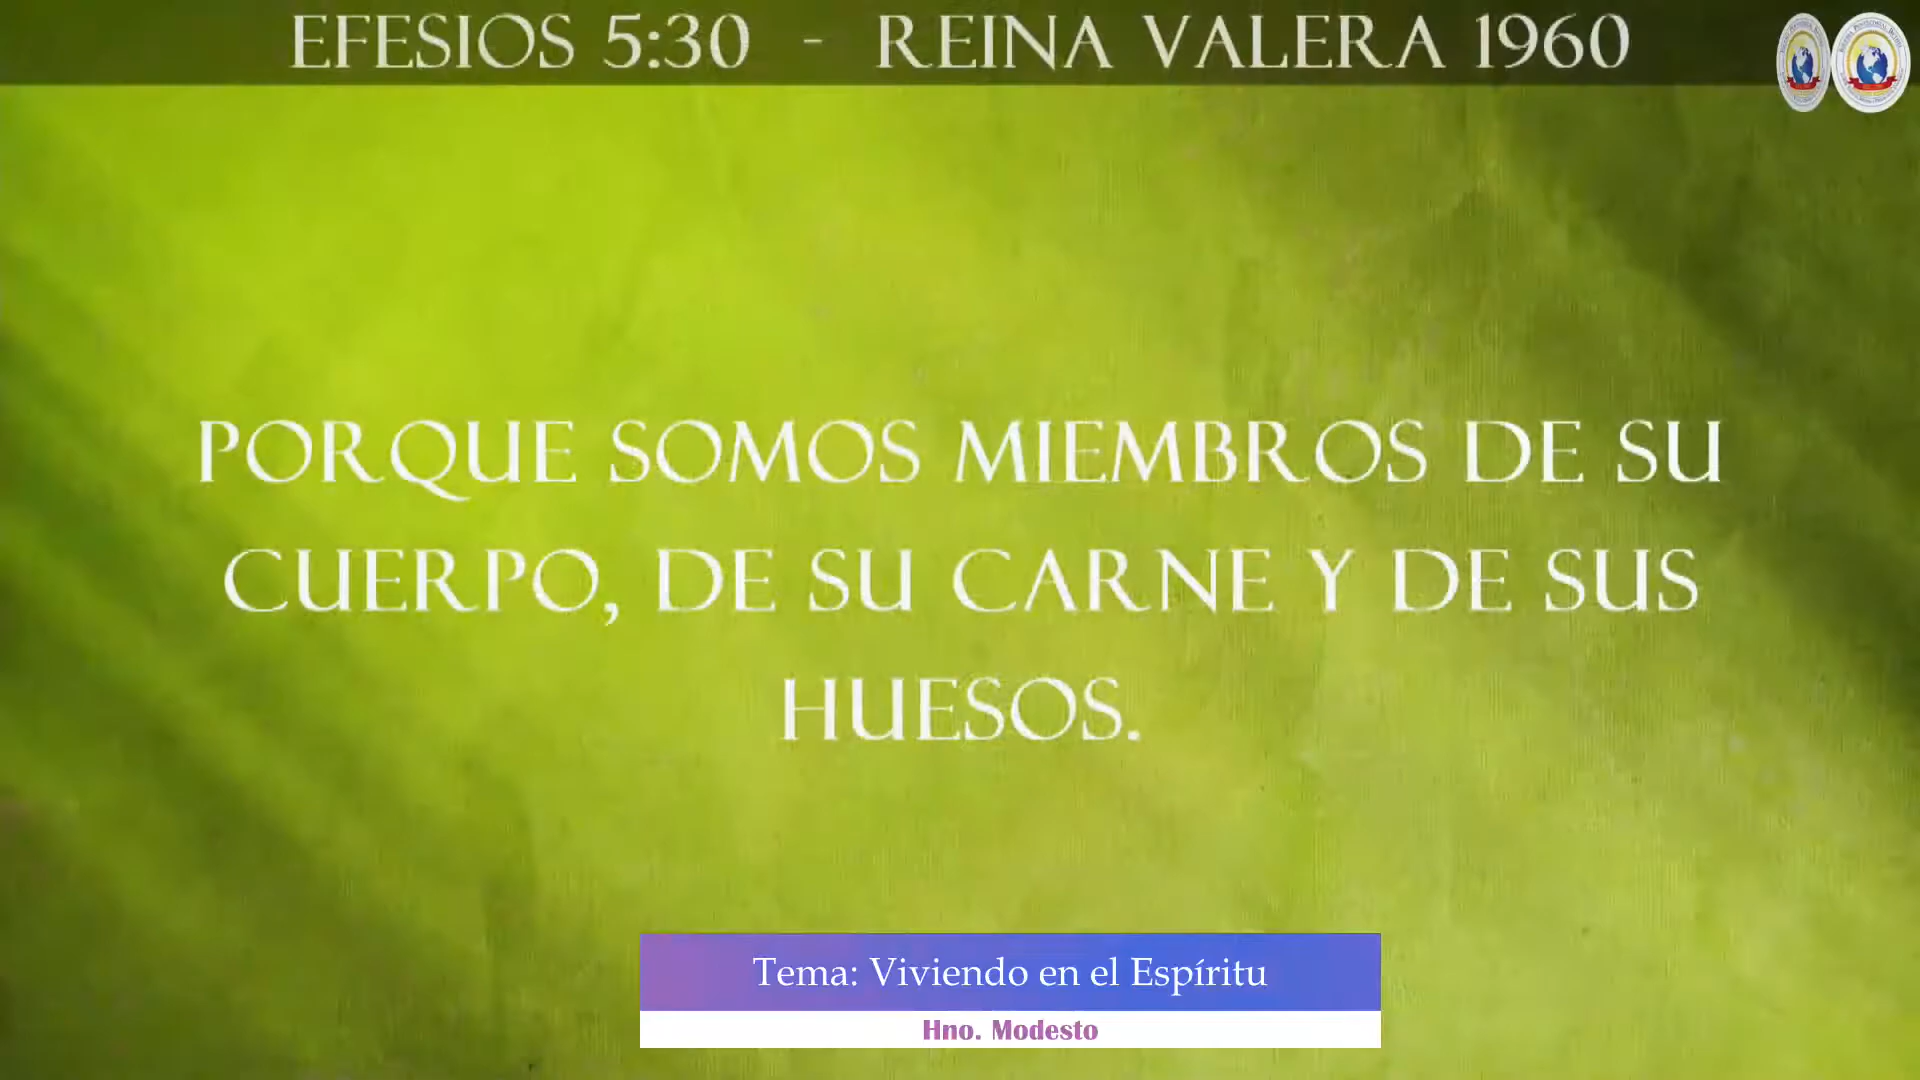 EFESIOS 5:30 - REINA VALERA 1960
PORQUE SOMOS MIEMBROS DE SU
CUERPO, DE SU CARNE Y DE SUS
HUESOS.
Tema: Viviendo en el Espíritu
Hno. Modesto